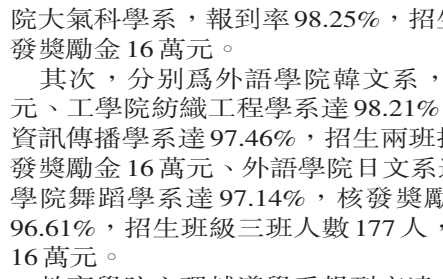 院大氣科學系，報到率98.25%，招生
發獎勵金16萬元。
其次，分別爲外語學院韓文系，
元、工學院紡織工程學系達98.21%
資訊傳播學系達97.46%，招生兩班
發獎勵金16萬元、外語學院日文系
學院舞蹈學系達97.14%，核發獎勵
96.61%，招生班級三班人數177人，
16萬元。